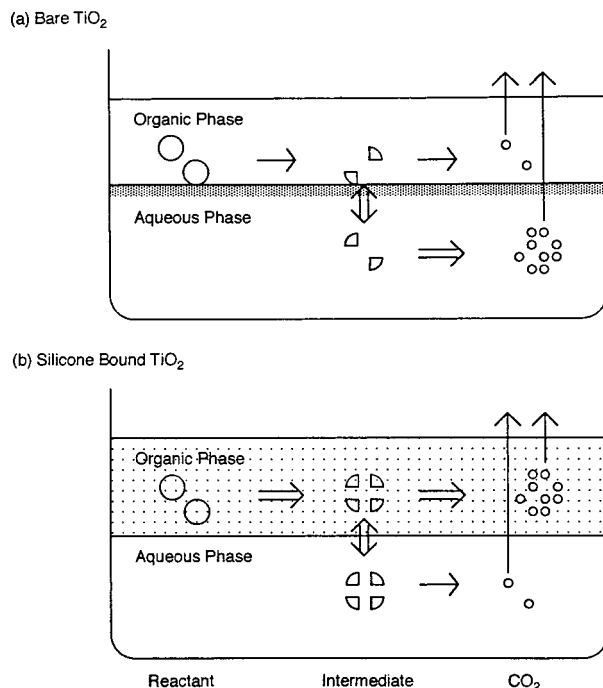 (a) Bare TiO₂
Organic Phase
Aqueous Phase
(b) Silicone Bound TiO₂
Organic Phase
Aqueous Phase
Reactant Intermediate CO₂